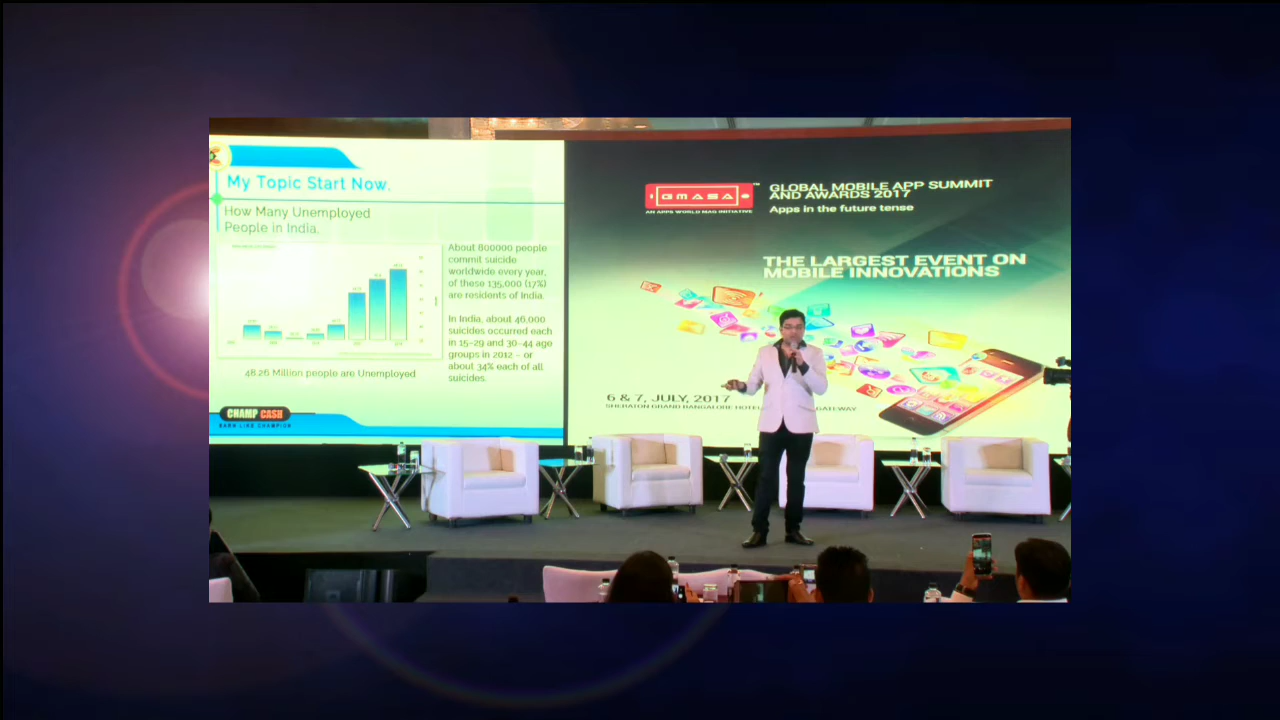 My Topic Start Now.
How Many Unemployed
People in India.
About 800000 people
commit suicide
worldwide every year,
of these 135,000 (17%)
are residents of India.
In India, about 46,000
suicides occurred each
in 15-29 and 30-44 age
groups in 2012 - or
about 34% each of all
suicides.
48.26 Million people are Unemployed
CHAMP CASH
EARN LIKE CHAMPION
GMASA
TM
AN APPS WORLD MAG INITIATIVE
GLOBAL MOBILE APP SUMMIT
AND AWARDS 2017
Apps in the future tense
THE LARGEST EVENT ON
MOBILE INNOVATIONS
6 & 7, JULY, 2017
SHERATON GRAND BANGALORE HOTEL GATEWAY